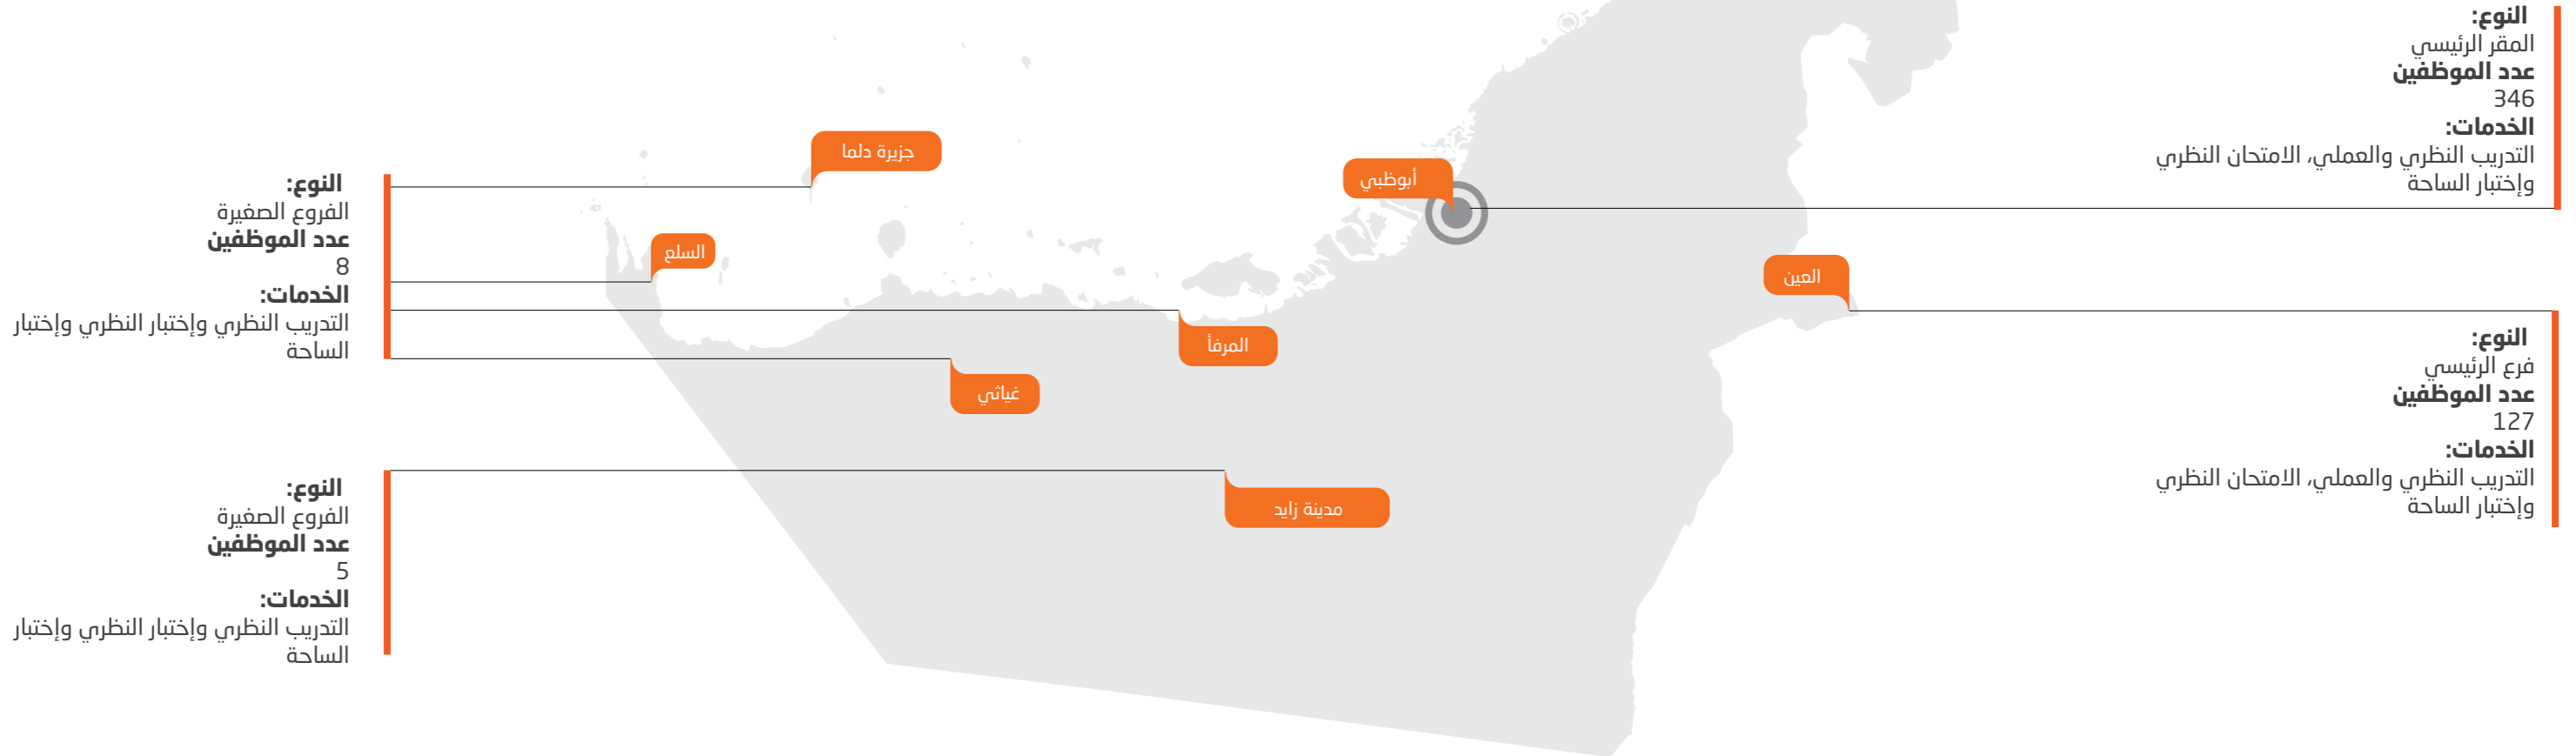 النوع:
المقر الرئيسي
عدد الموظفين
346
الخدمات:
التدريب النظري والعملي، الامتحان النظري
وإختبار الساحة
أبوظبي
العين
النوع:
فرع الرئيسي
عدد الموظفين
127
الخدمات:
التدريب النظري والعملي، الامتحان النظري
وإختبار الساحة
جزيرة دلما
السلع
المرفأ
غياثي
النوع:
الفروع الصغيرة
عدد الموظفين
8
الخدمات:
التدريب النظري وإختبار النظري وإختبار
الساحة
مدينة زايد
النوع:
الفروع الصغيرة
عدد الموظفين
5
الخدمات:
التدريب النظري وإختبار النظري وإختبار
الساحة